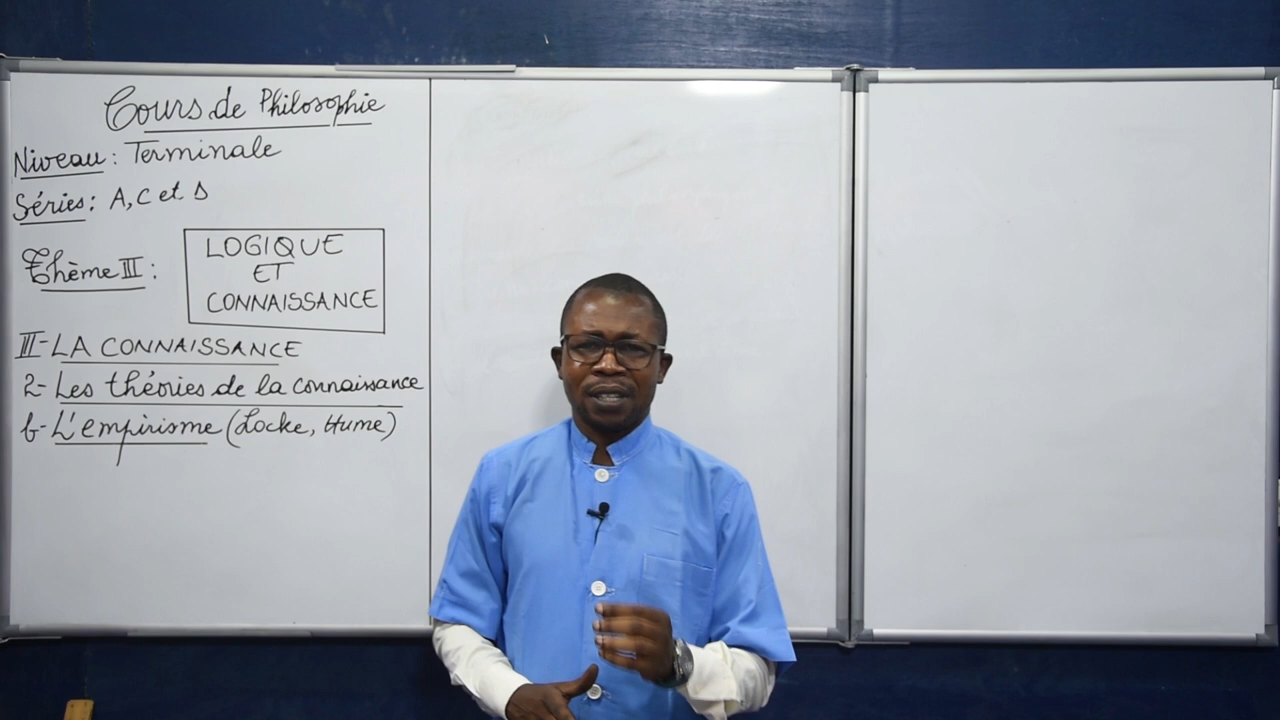 Cours de Philosophie
Niveau : Terminale
Séries : A, C et D
Thème III :
LOGIQUE
ET
CONNAISSANCE
II- LA CONNAISSANCE
2- Les théories de la connaissance
b- L'empirisme (Locke, Hume)